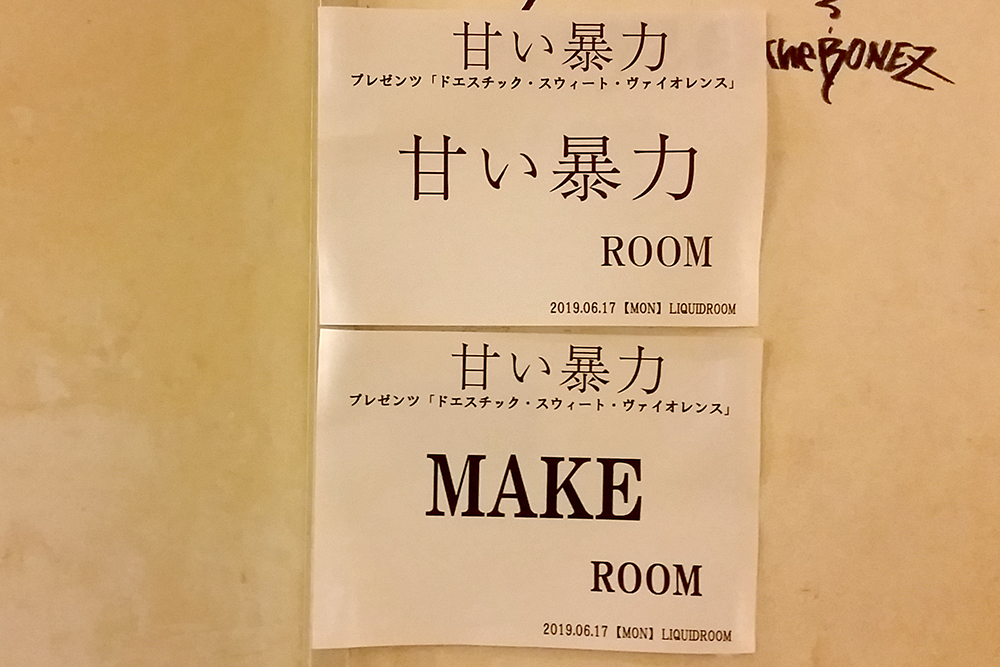 甘い暴力
プレゼンツ「ドエスチック・スウィート・ヴァイオレンス」
甘い暴力
ROOM
2019.06.17【MON】LIQUIDROOM
甘い暴力
プレゼンツ「ドエスチック・スウィート・ヴァイオレンス」
MAKE
ROOM
2019.06.17【MON】LIQUIDROOM
the BONEZ